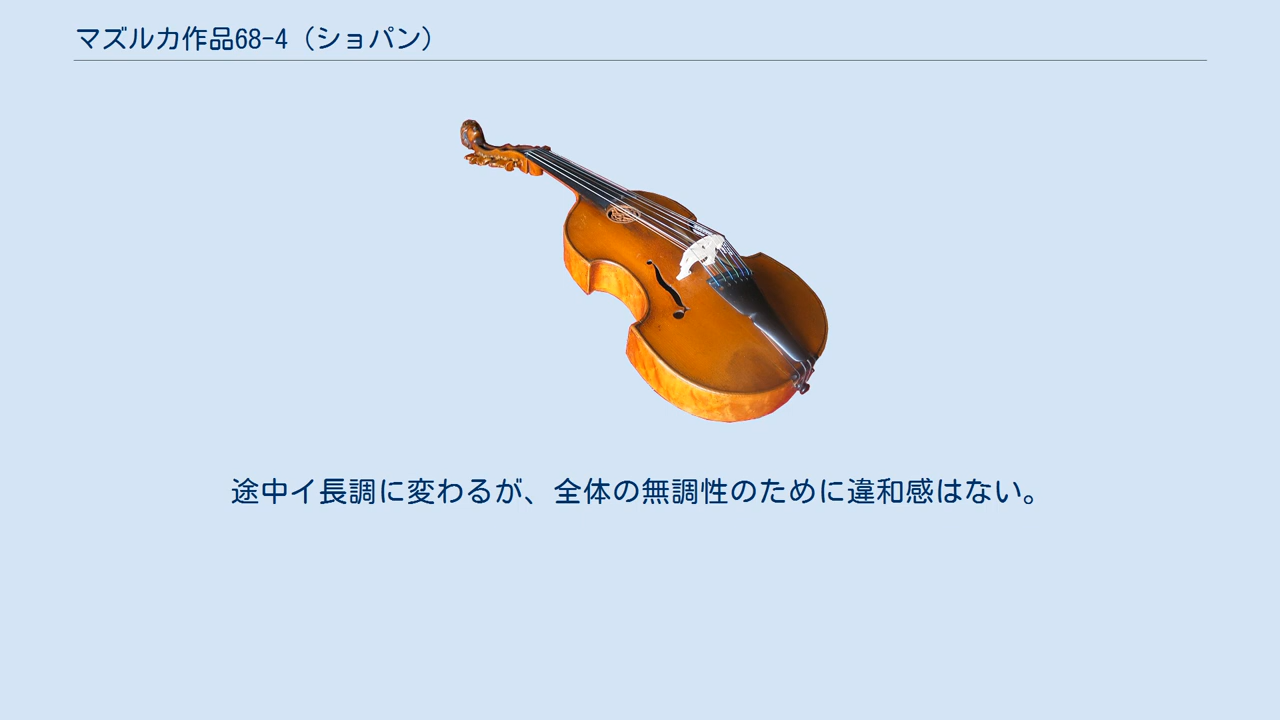 マズルカ作品68-4（ショパン）
途中イ長調に変わるが、全体の無調性のために違和感はない。